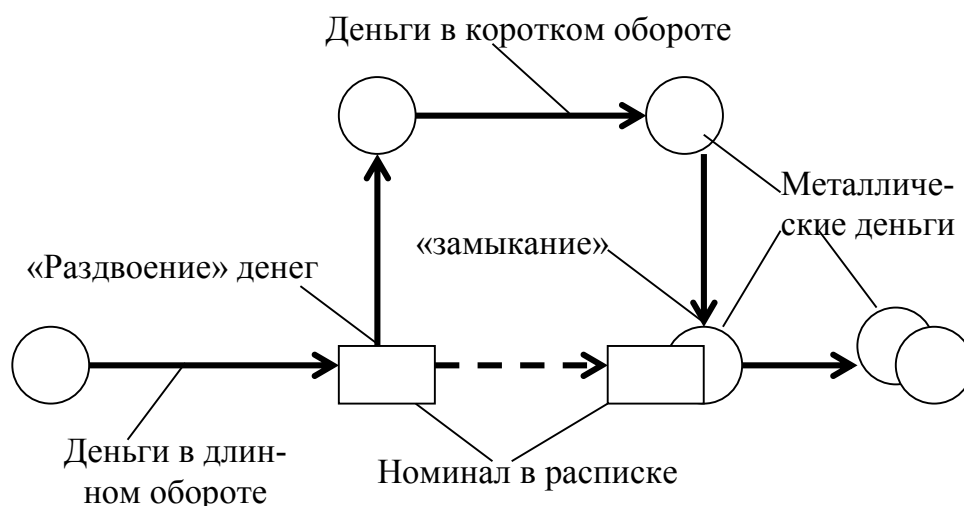 Деньги в коротком обороте
Металличе-
ские деньги
«замыкание»
«Раздвоение» денег
Деньги в длин-
ном обороте
Номинал в расписке